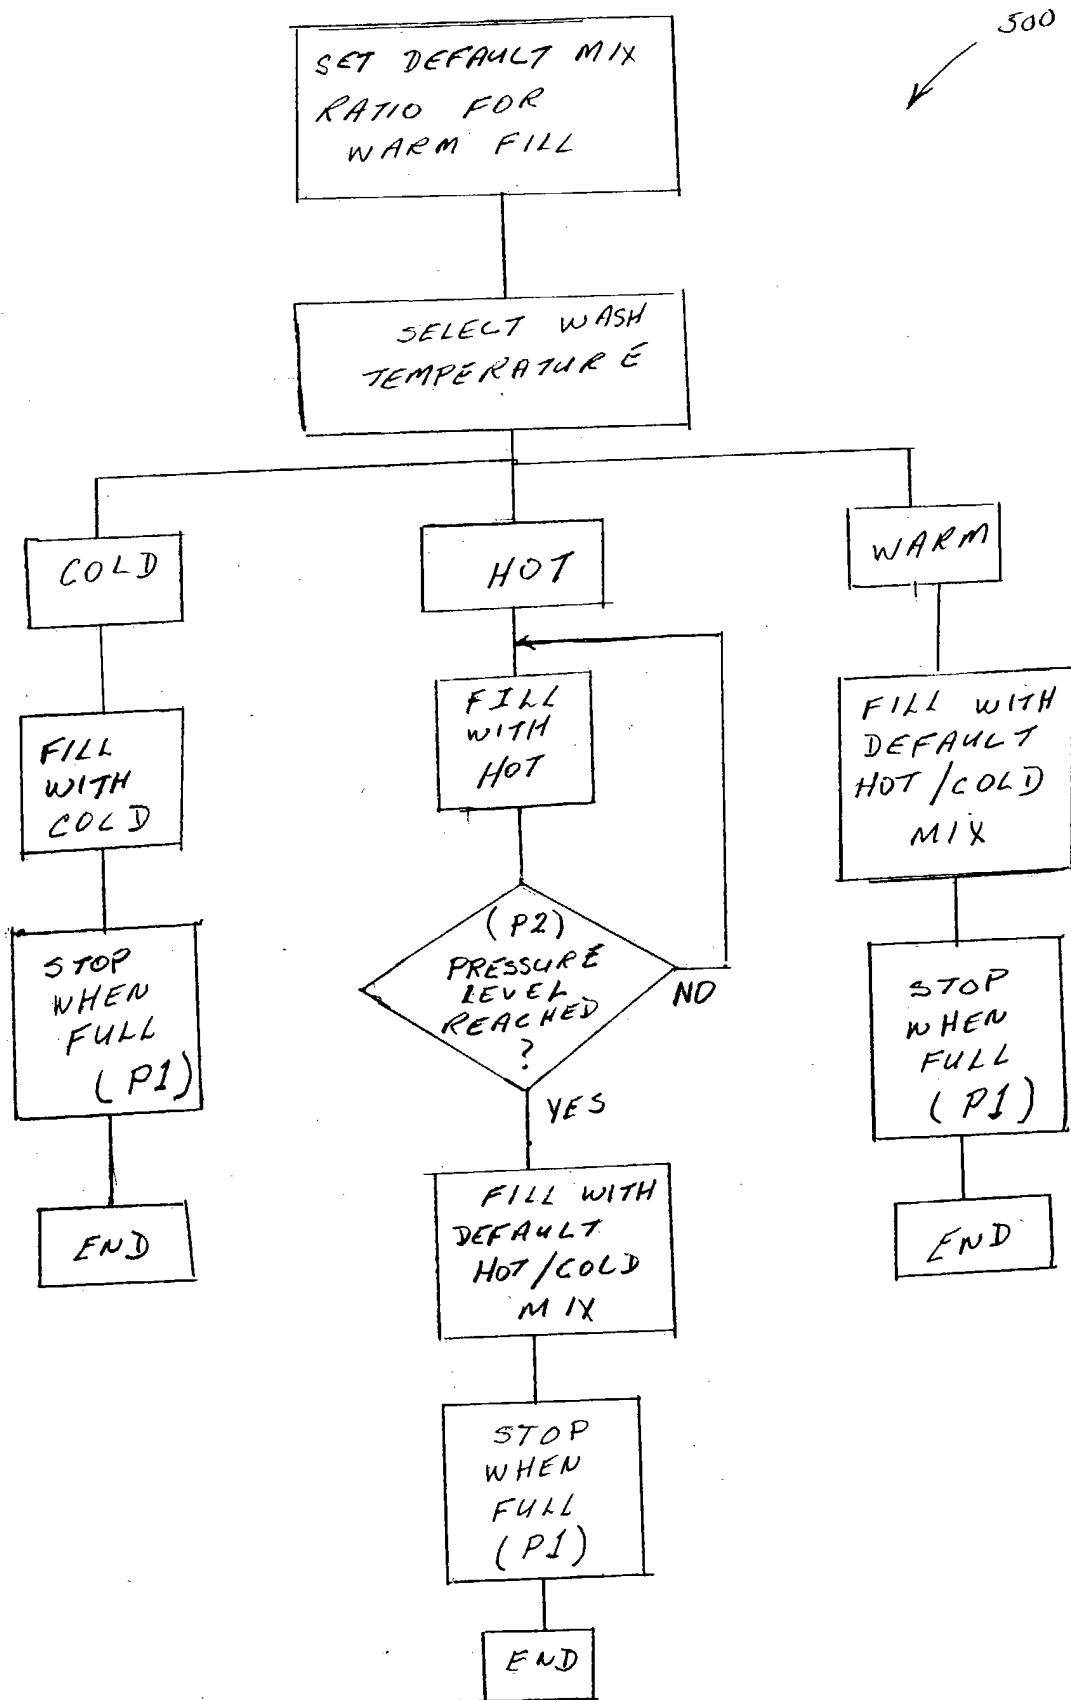 500
SET DEFAULT MIX
RATIO FOR
WARM FILL
SELECT WASH
TEMPERATURE
COLD
FILL
WITH
COLD
STOP
WHEN
FULL
(P1)
END
HOT
FILL
WITH
HOT
(P2)
PRESSURE
LEVEL
REACHED
?
NO
YES
FILL WITH
DEFAULT
HOT/COLD
MIX
STOP
WHEN
FULL
(P1)
END
WARM
FILL WITH
DEFAULT
HOT/COLD
MIX
STOP
WHEN
FULL
(P1)
END